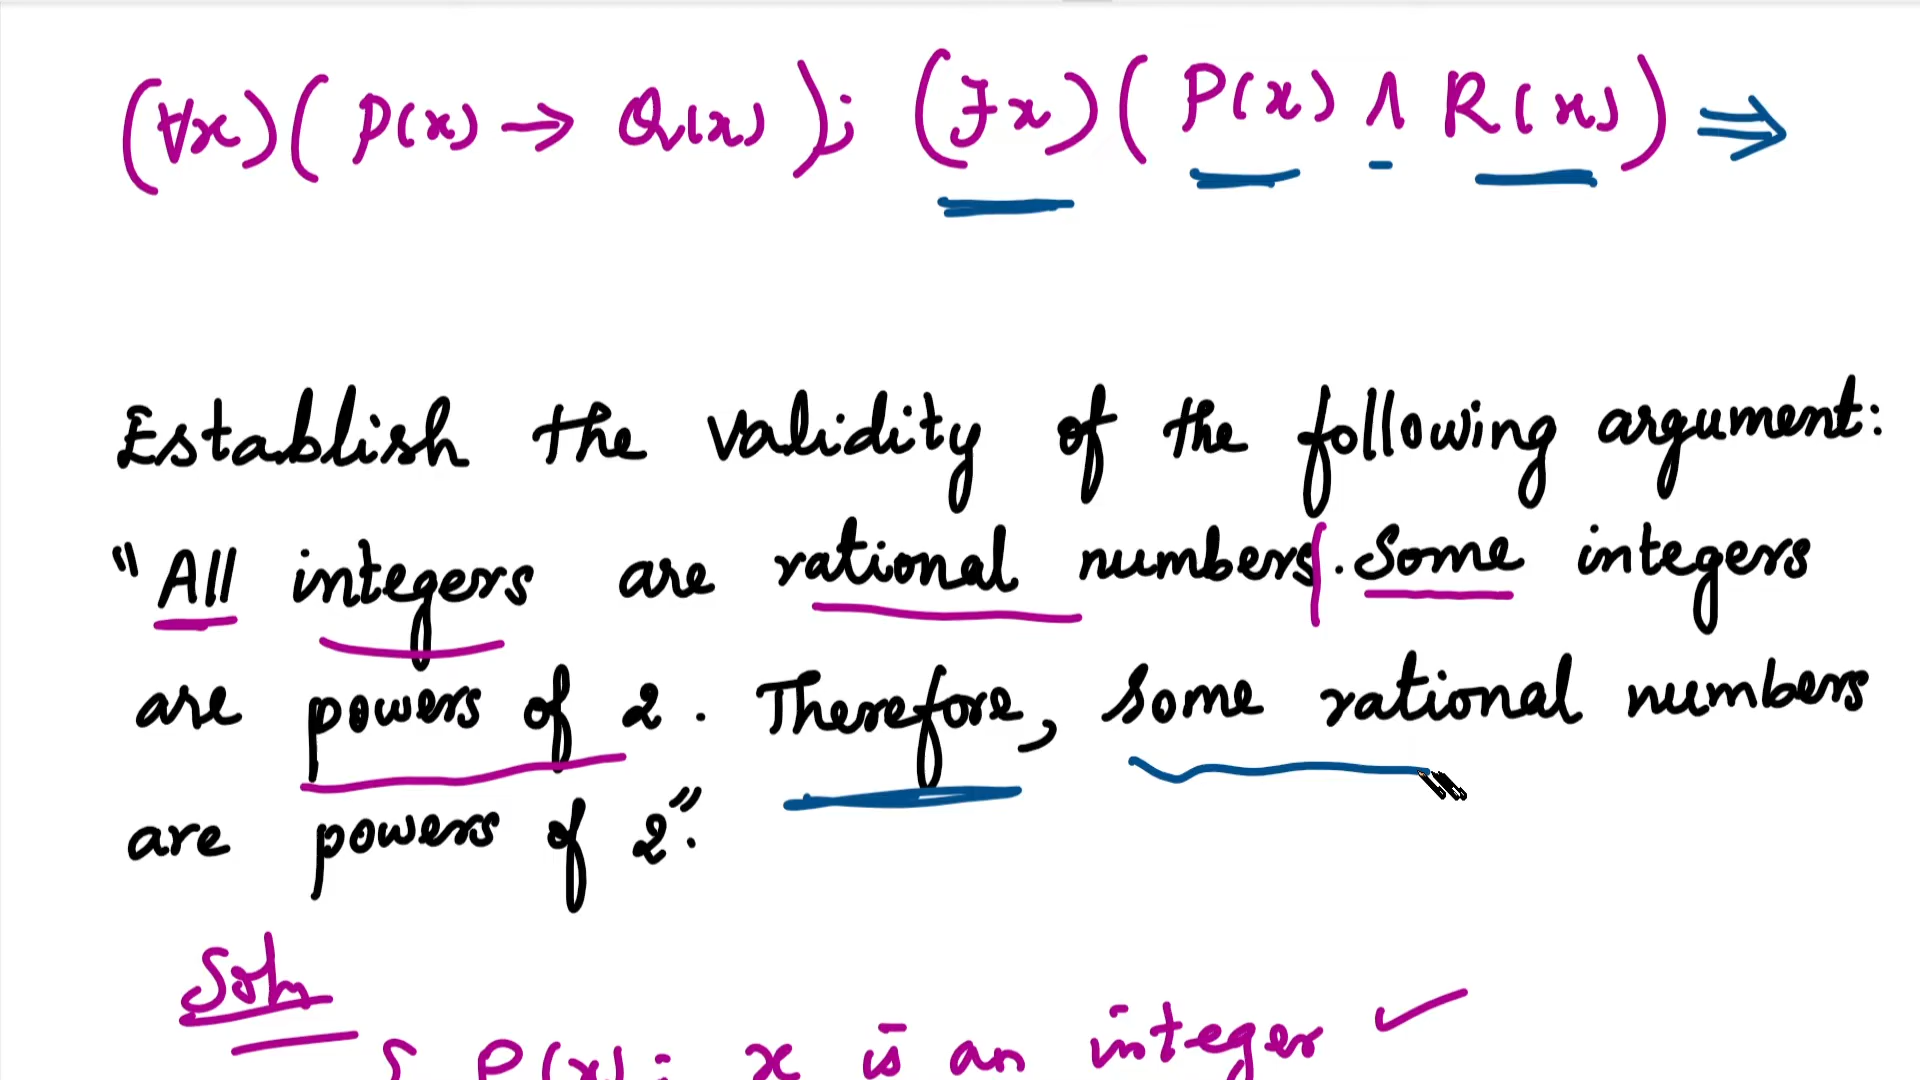 (∀x)(P(x) → Q(x)); (∃x)(P(x) ∧ R(x)) ⇒
Establish the validity of the following argument:
"All integers are rational numbers. Some integers
are powers of 2. Therefore, some rational numbers
are powers of 2".
Soln
P(x): x is an integer ✓